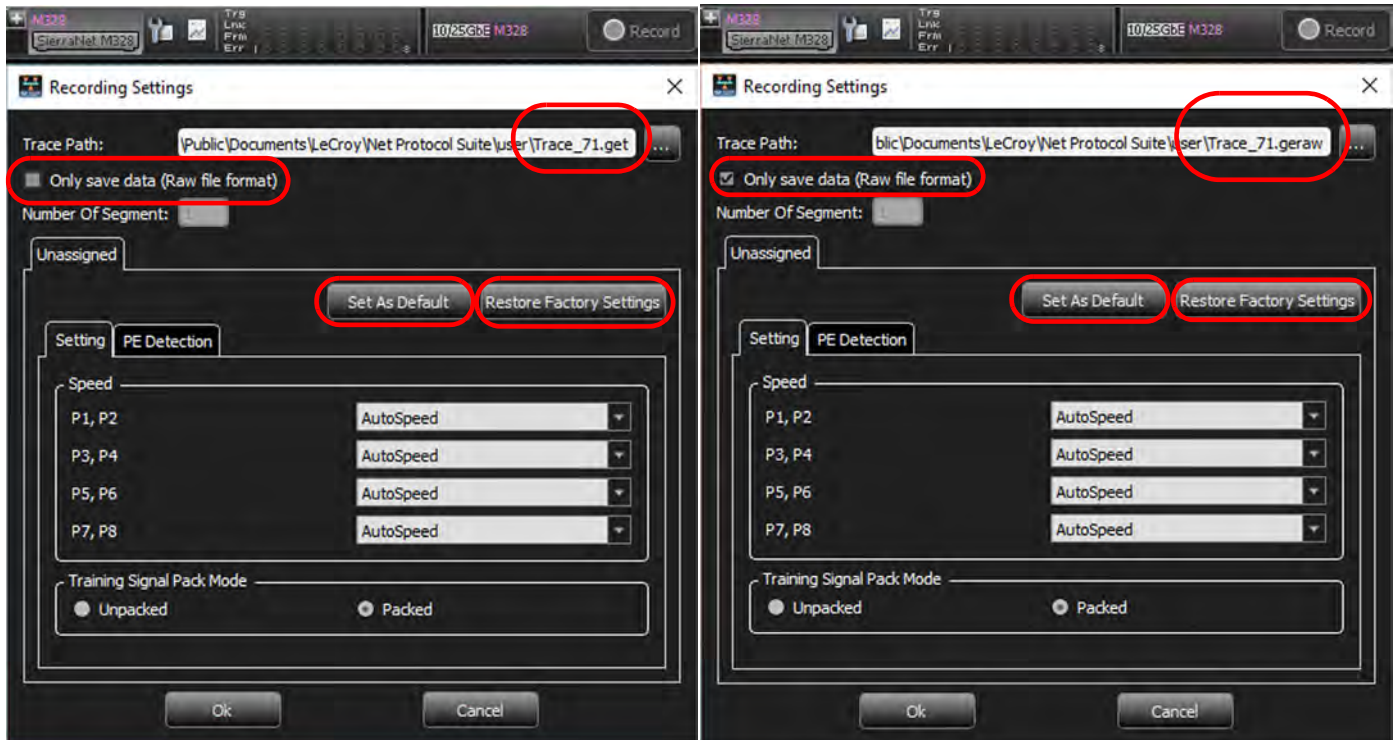 M328
SierraNet M328
Trg
Lnk
Frm
Err
10/25GbE M328
Record
Recording Settings
Trace Path: \Public\Documents\LeCroy\Net Protocol Suite\user\Trace_71.get ...
Only save data (Raw file format)
Number Of Segment: 1
Unassigned
Set As Default Restore Factory Settings
Setting PE Detection
Speed
P1, P2 AutoSpeed
P3, P4 AutoSpeed
P5, P6 AutoSpeed
P7, P8 AutoSpeed
Training Signal Pack Mode
Unpacked Packed
Ok Cancel
M328
SierraNet M328
Trg
Lnk
Frm
Err
10/25GbE M328
Record
Recording Settings
Trace Path: blic\Documents\LeCroy\Net Protocol Suite\user\Trace_71.geraw ...
Only save data (Raw file format)
Number Of Segment:
Unassigned
Set As Default Restore Factory Settings
Setting PE Detection
Speed
P1, P2 AutoSpeed
P3, P4 AutoSpeed
P5, P6 AutoSpeed
P7, P8 AutoSpeed
Training Signal Pack Mode
Unpacked Packed
Ok Cancel